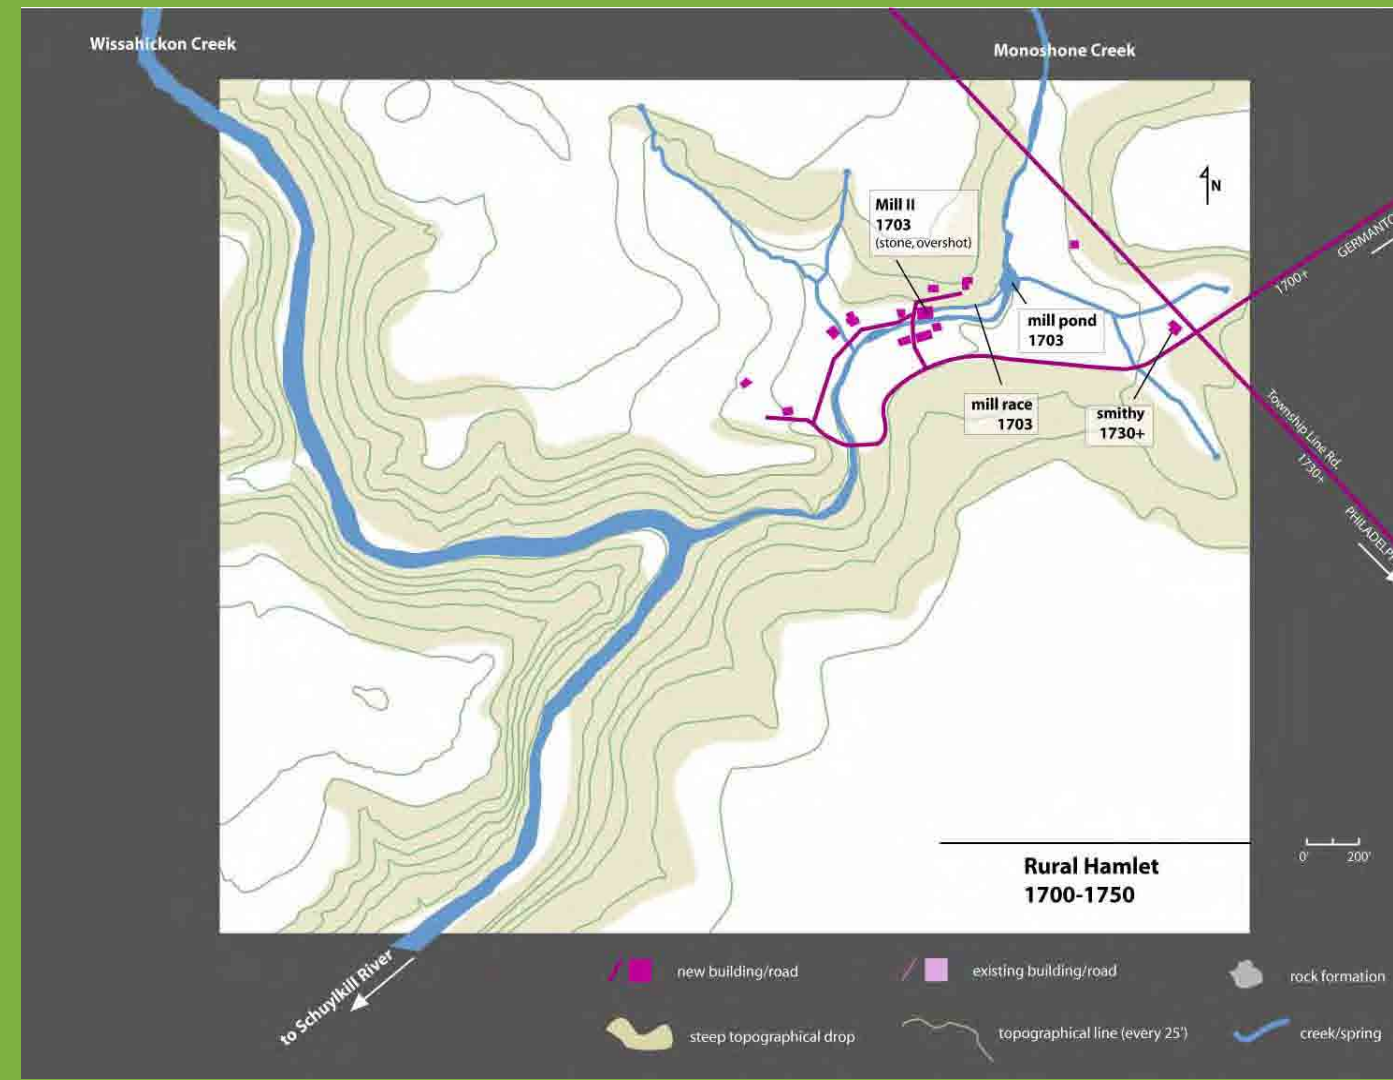 Wissahickon Creek
Monoshone Creek
N
Mill II
1703
(stone, overshot)
GERMANTO
1700+
mill pond
1703
mill race
1703
smithy
1730+
Township Line Rd.
1730+
PHILADELP
0' 200'
Rural Hamlet
1700-1750
to Schuylkill River
new building/road
existing building/road
rock formation
steep topographical drop
topographical line (every 25')
creek/spring